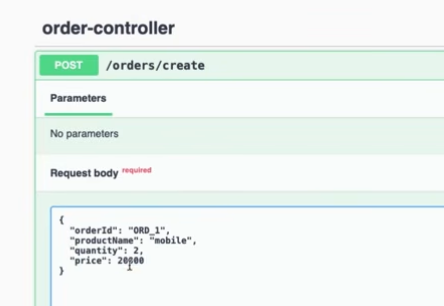 order-controller
POST /orders/create
Parameters
No parameters
Request body required
{
"orderId": "ORD_1",
"productName": "mobile",
"quantity": 2,
"price": 20000
}